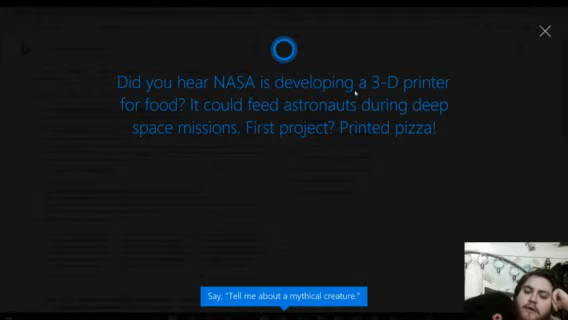 Did you hear NASA is developing a 3-D printer
for food? It could feed astronauts during deep
space missions. First project? Printed pizza!
Say, "Tell me about a mythical creature."